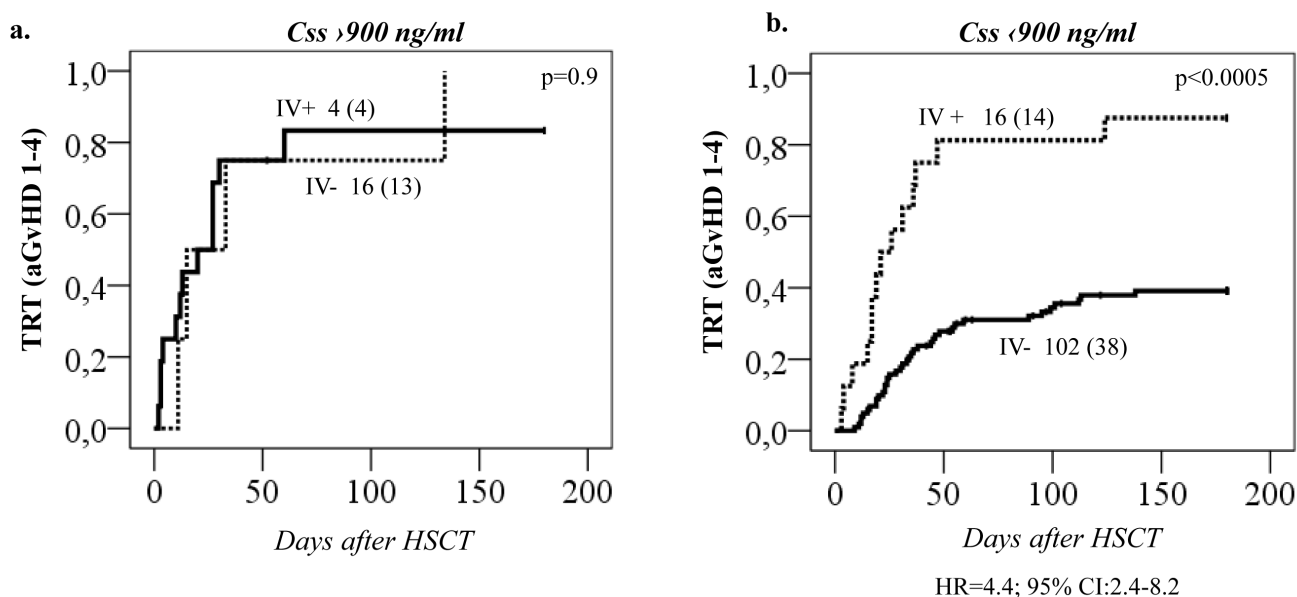 a.
Css ›900 ng/ml
p=0.9
IV+ 4 (4)
IV- 16 (13)
TRT (aGvHD 1-4)
1,0
0,8
0,6
0,4
0,2
0,0
0 50 100 150 200
Days after HSCT
b.
Css ‹900 ng/ml
p<0.0005
IV + 16 (14)
IV- 102 (38)
TRT (aGvHD 1-4)
1,0
0,8
0,6
0,4
0,2
0,0
0 50 100 150 200
Days after HSCT
HR=4.4; 95% CI:2.4-8.2